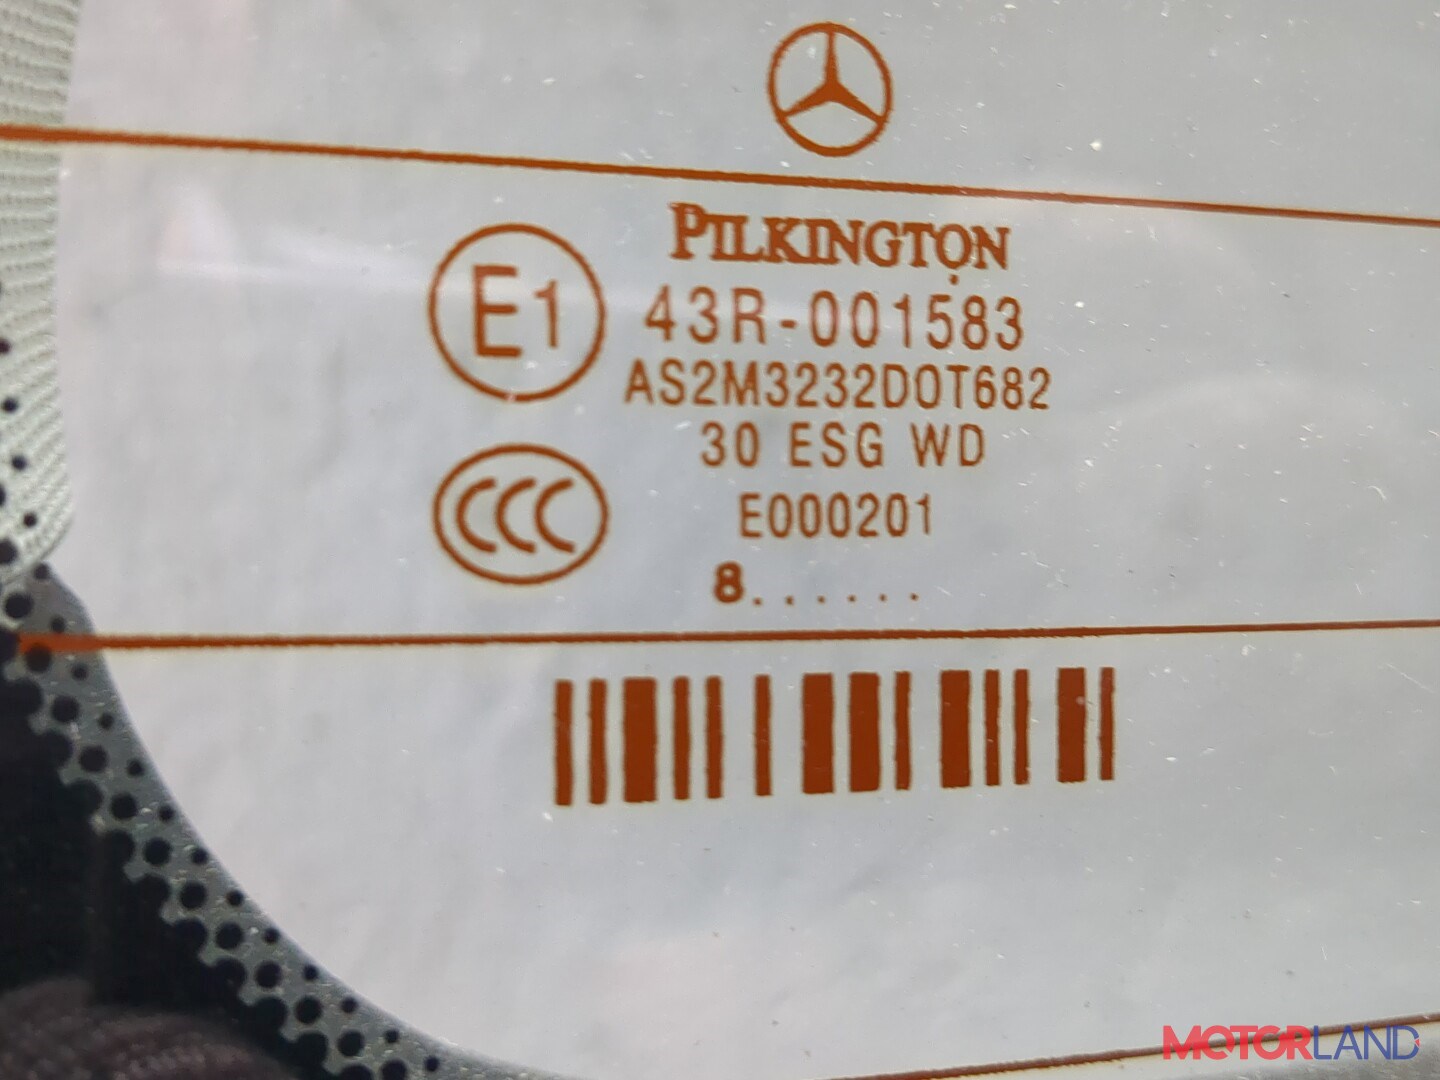 PILKINGTON
E1
43R-001583
AS2M3232DOT682
30 ESG WD
CCC
E000201
8......
MOTORLAND